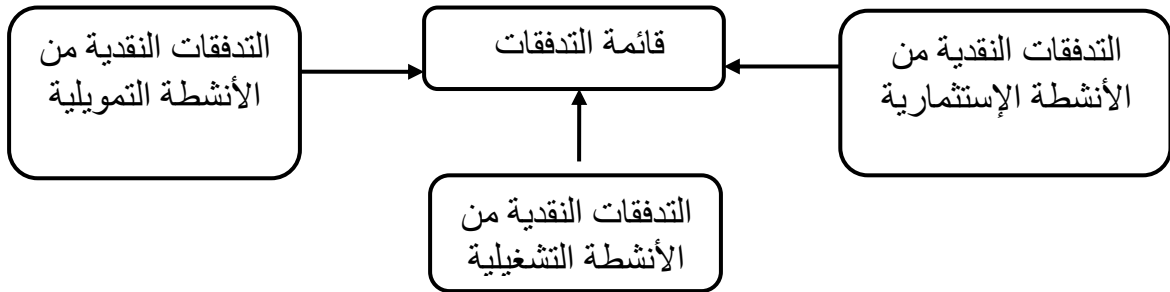 قائمة التدفقات
التدفقات النقدية من
الأنشطة الإستثمارية
التدفقات النقدية من
الأنشطة التمويلية
التدفقات النقدية من
الأنشطة التشغيلية